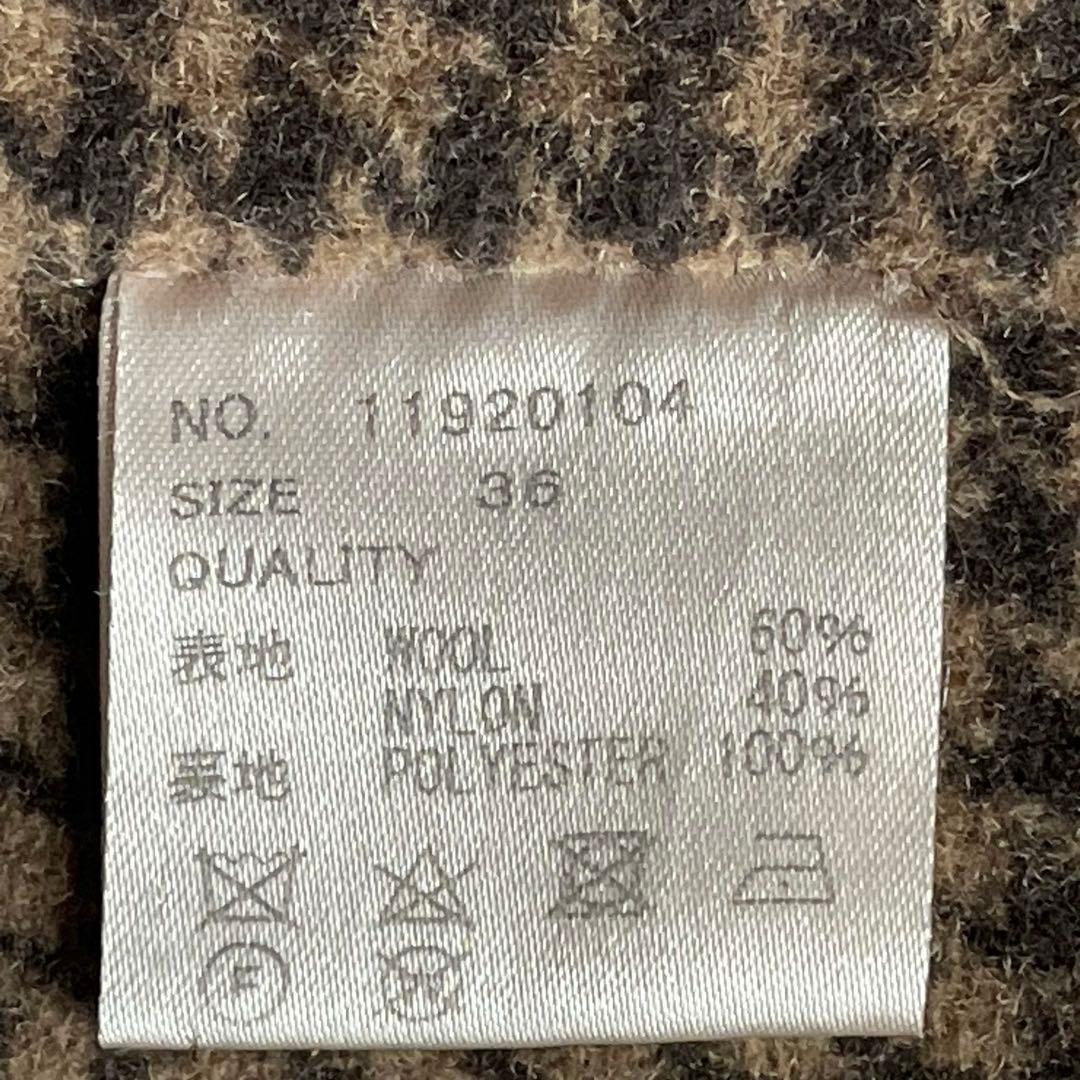 NO. 11920104
SIZE 36
QUALITY
表地 WOOL 60%
NYLON 40%
裏地 POLYESTER 100%
F
W